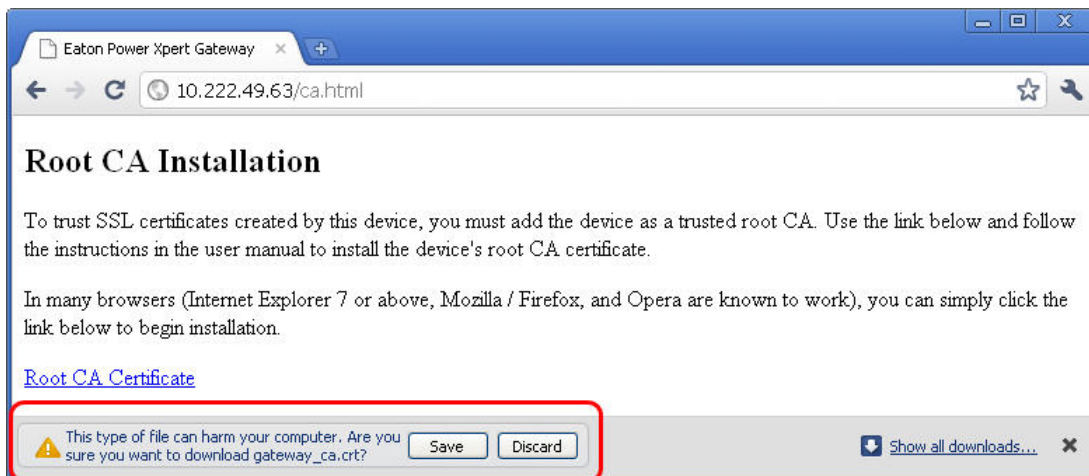 Eaton Power Xpert Gateway
10.222.49.63/ca.html
Root CA Installation
To trust SSL certificates created by this device, you must add the device as a trusted root CA. Use the link below and follow
the instructions in the user manual to install the device's root CA certificate.
In many browsers (Internet Explorer 7 or above, Mozilla / Firefox, and Opera are known to work), you can simply click the
link below to begin installation.
Root CA Certificate
This type of file can harm your computer. Are you
sure you want to download gateway_ca.crt?
Save
Discard
Show all downloads...